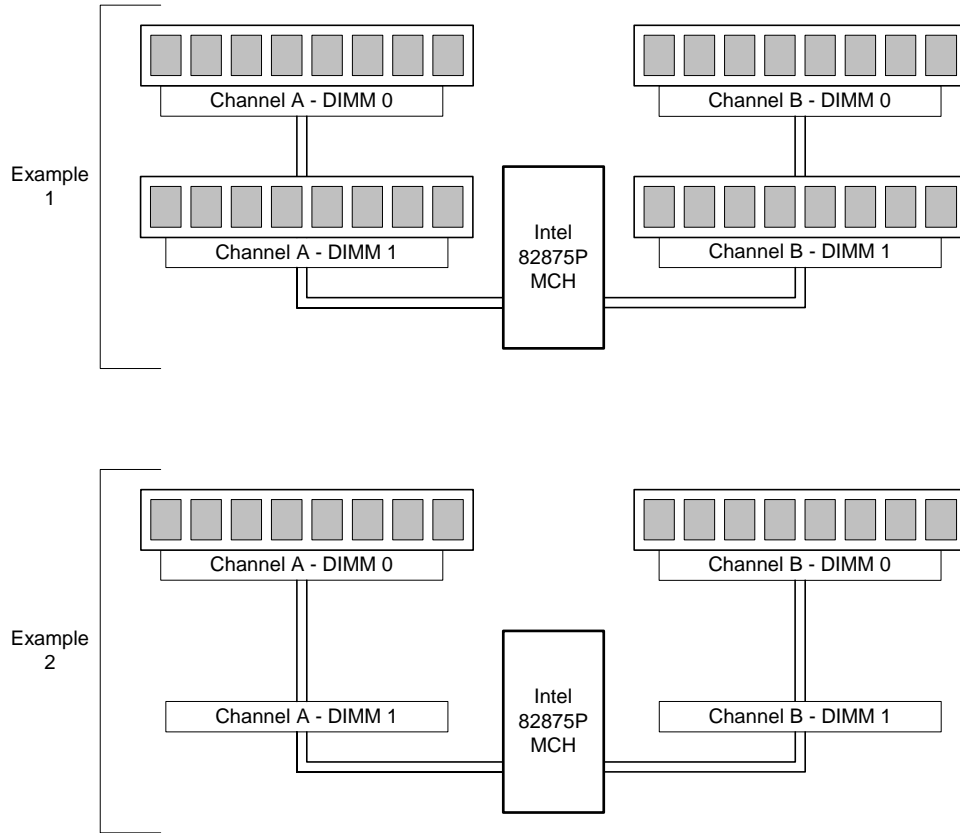 Channel A - DIMM 0
Channel B - DIMM 0
Example
1
Channel A - DIMM 1
Intel
82875P
MCH
Channel B - DIMM 1
Channel A - DIMM 0
Channel B - DIMM 0
Example
2
Channel A - DIMM 1
Intel
82875P
MCH
Channel B - DIMM 1